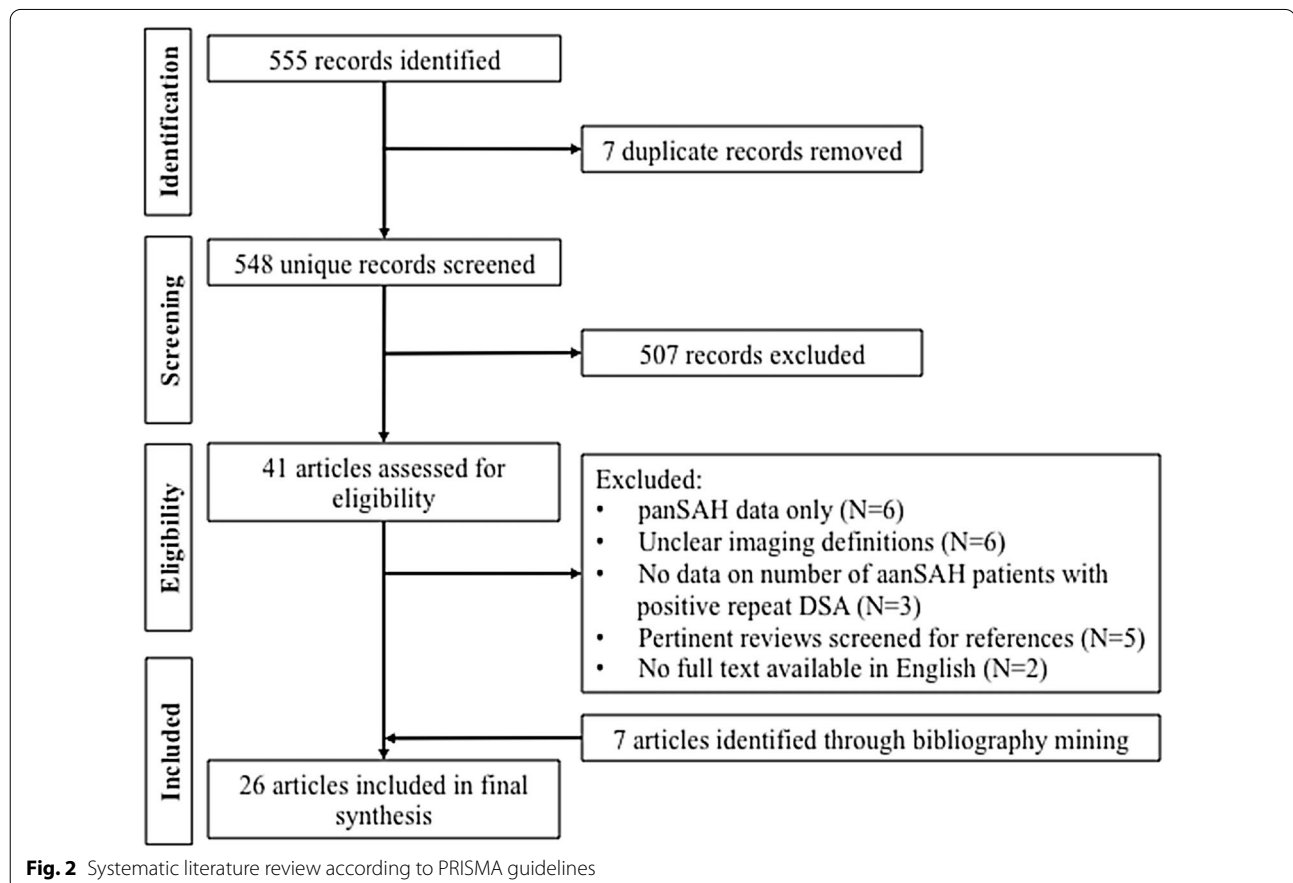 Identification
555 records identified
7 duplicate records removed
Screening
548 unique records screened
507 records excluded
Eligibility
41 articles assessed for
eligibility
Excluded:
• panSAH data only (N=6)
• Unclear imaging definitions (N=6)
• No data on number of aanSAH patients with
positive repeat DSA (N=3)
• Pertinent reviews screened for references (N=5)
• No full text available in English (N=2)
Included
7 articles identified through bibliography mining
26 articles included in final
synthesis
Fig. 2 Systematic literature review according to PRISMA guidelines